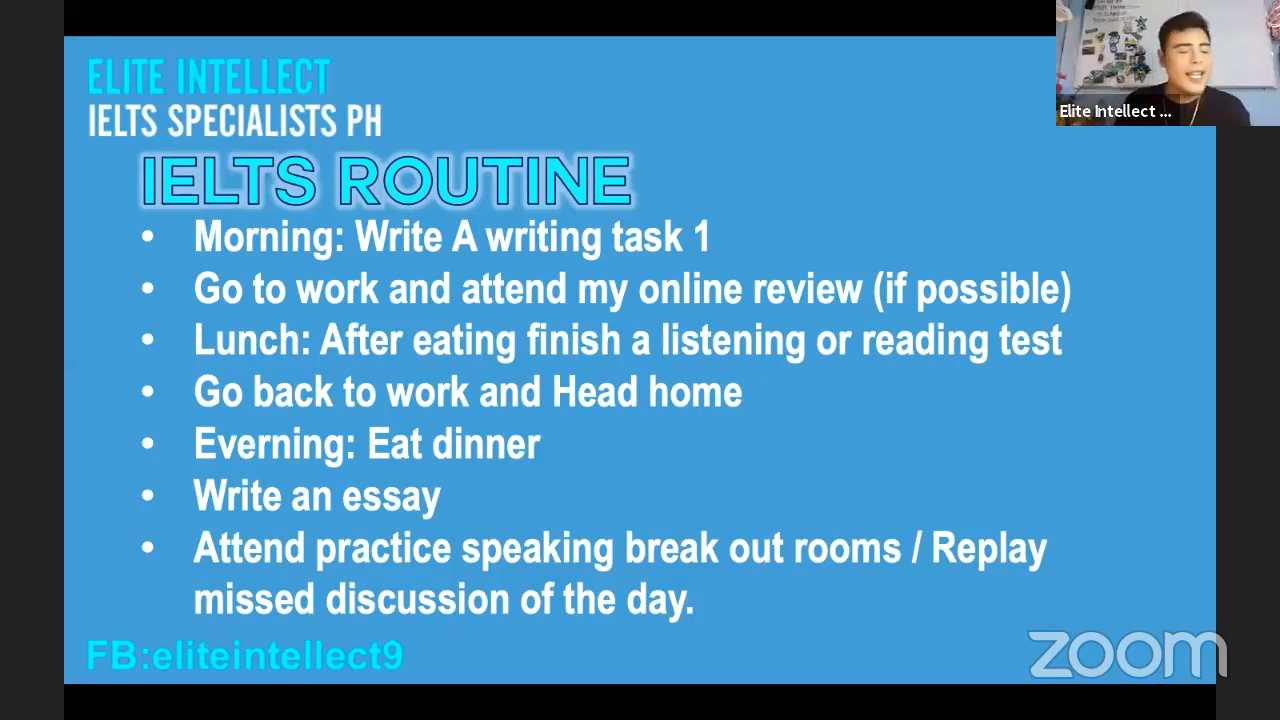 ELITE INTELLECT
IELTS SPECIALISTS PH
IELTS ROUTINE
• Morning: Write A writing task 1
• Go to work and attend my online review (if possible)
• Lunch: After eating finish a listening or reading test
• Go back to work and Head home
• Everning: Eat dinner
• Write an essay
• Attend practice speaking break out rooms / Replay
missed discussion of the day.
FB:eliteintellect9
Elite Intellect ...
zoom